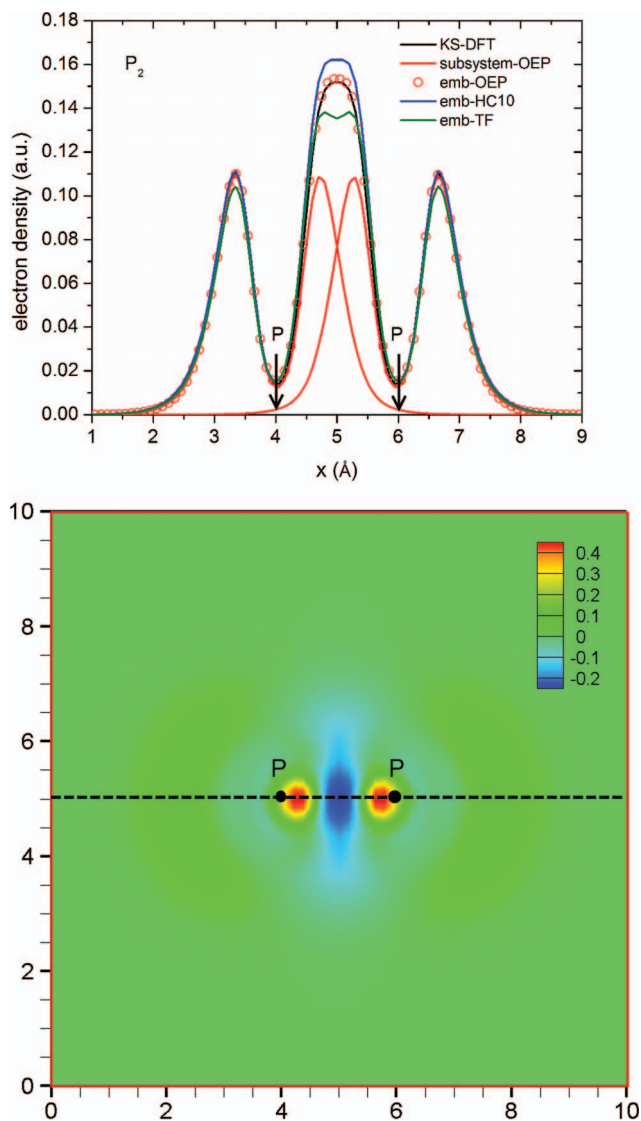 P₂
KS-DFT
subsystem-OEP
emb-OEP
emb-HC10
emb-TF
0.18
0.16
0.14
0.12
0.10
0.08
0.06
0.04
0.02
0.00
electron density (a.u.)
P P
1 2 3 4 5 6 7 8 9
x (Å)
10
8
6
4
2
0
0.4
0.3
0.2
0.1
0
-0.1
-0.2
P P
0 2 4 6 8 10